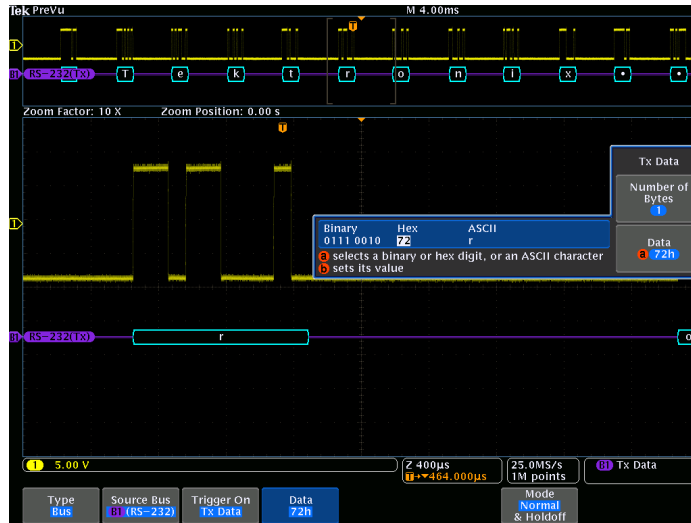 Tek PreVu M 4.00ms
T
1
B1 RS-232(Tx) T e k t r o n i x • •
Zoom Factor: 10 X Zoom Position: 0.00 s
T
Tx Data
Number of
Bytes
1
1
Binary Hex ASCII
0111 0010 72 r
Data
a 72h
a selects a binary or hex digit, or an ASCII character
b sets its value
B1 RS-232(Tx) r o
1 5.00 V
Z 400µs
T→▼464.000µs
25.0MS/s
1M points
B1 Tx Data
Type
Bus
Source Bus
B1 (RS-232)
Trigger On
Tx Data
Data
72h
Mode
Normal
& Holdoff